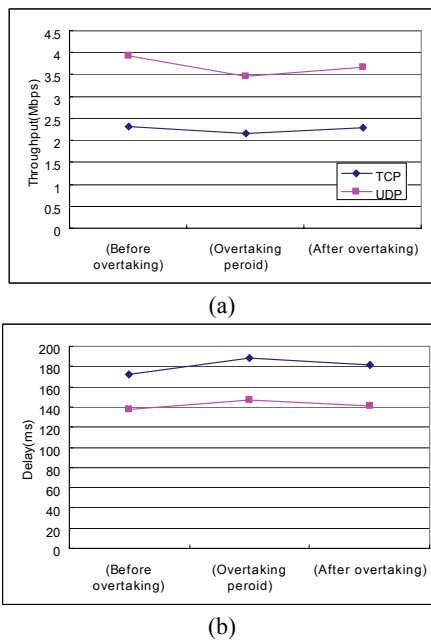 4.5
4
3.5
3
2.5
2
1.5
1
0.5
0
Throughput(Mbps)
TCP
UDP
(Before overtaking)
(Overtaking peroid)
(After overtaking)
(a)
200
180
160
140
120
100
80
60
40
20
0
Delay(ms)
(Before overtaking)
(Overtaking peroid)
(After overtaking)
(b)